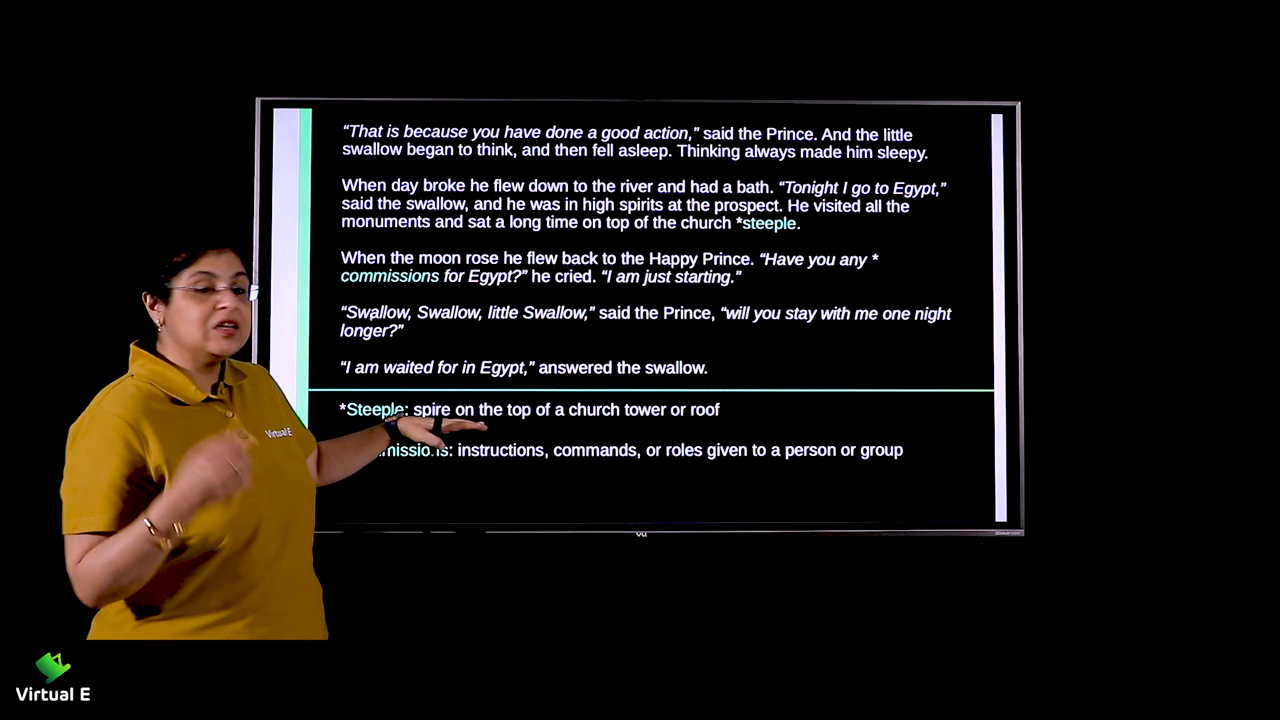 “That is because you have done a good action,” said the Prince. And the little
swallow began to think, and then fell asleep. Thinking always made him sleepy.
When day broke he flew down to the river and had a bath. “Tonight I go to Egypt,”
said the swallow, and he was in high spirits at the prospect. He visited all the
monuments and sat a long time on top of the church *steeple.
When the moon rose he flew back to the Happy Prince. “Have you any *
commissions for Egypt?” he cried. “I am just starting.”
“Swallow, Swallow, little Swallow,” said the Prince, “will you stay with me one night
longer?”
“I am waited for in Egypt,” answered the swallow.
*Steeple: spire on the top of a church tower or roof
instructions, commands, or roles given to a person or group
Virtual E
Virtual E